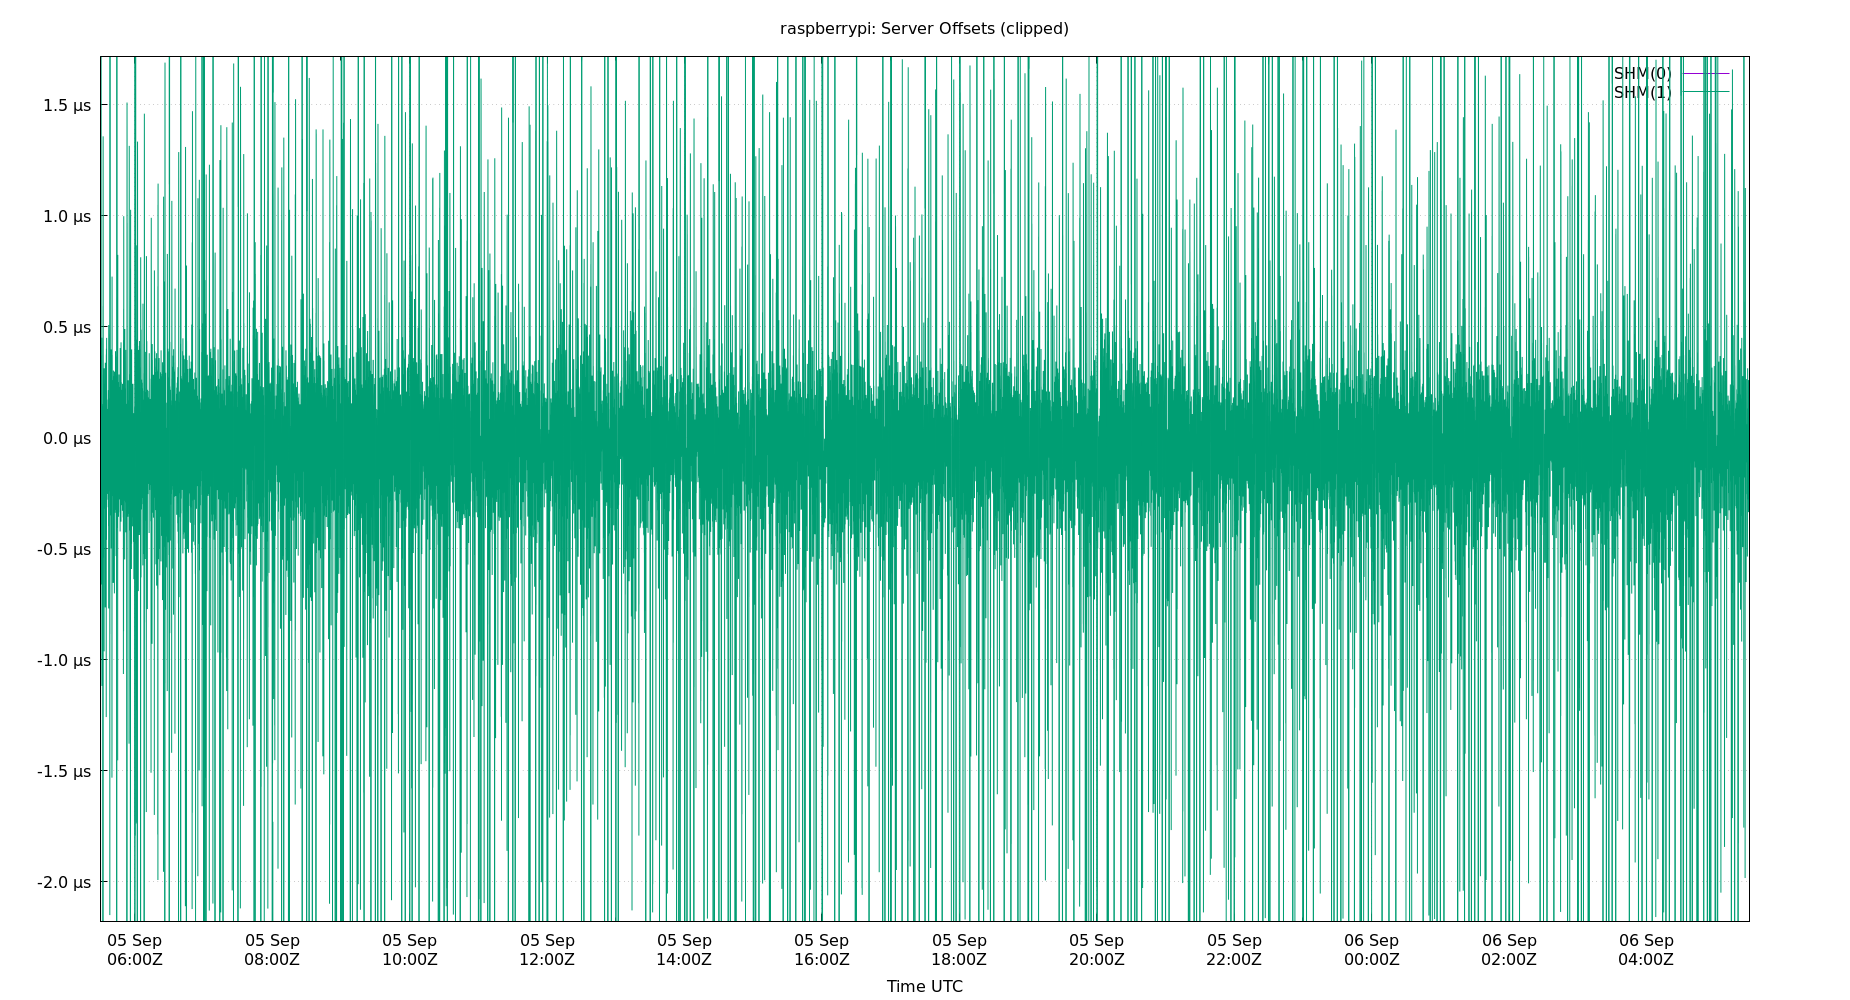 raspberrypi: Server Offsets (clipped)
SHM(0)
SHM(1)
1.5 µs
1.0 µs
0.5 µs
0.0 µs
-0.5 µs
-1.0 µs
-1.5 µs
-2.0 µs
05 Sep 05 Sep 05 Sep 05 Sep 05 Sep 05 Sep 05 Sep 05 Sep 05 Sep 06 Sep 06 Sep 06 Sep
06:00Z 08:00Z 10:00Z 12:00Z 14:00Z 16:00Z 18:00Z 20:00Z 22:00Z 00:00Z 02:00Z 04:00Z
Time UTC